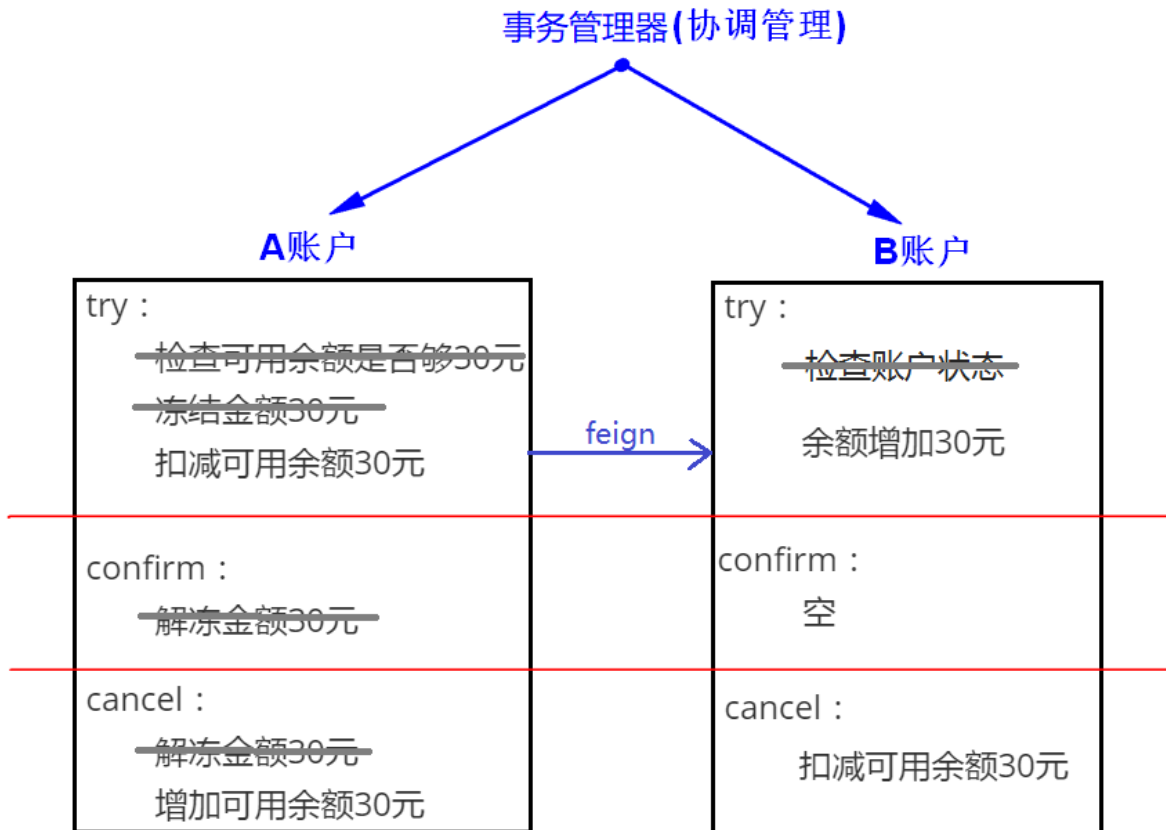 事务管理器(协调管理)
A账户
try：
检查可用余额是否够30元
冻结金额30元
扣减可用余额30元
confirm：
解冻金额30元
cancel：
解冻金额30元
增加可用余额30元
feign
B账户
try：
检查账户状态
余额增加30元
confirm：
空
cancel：
扣减可用余额30元